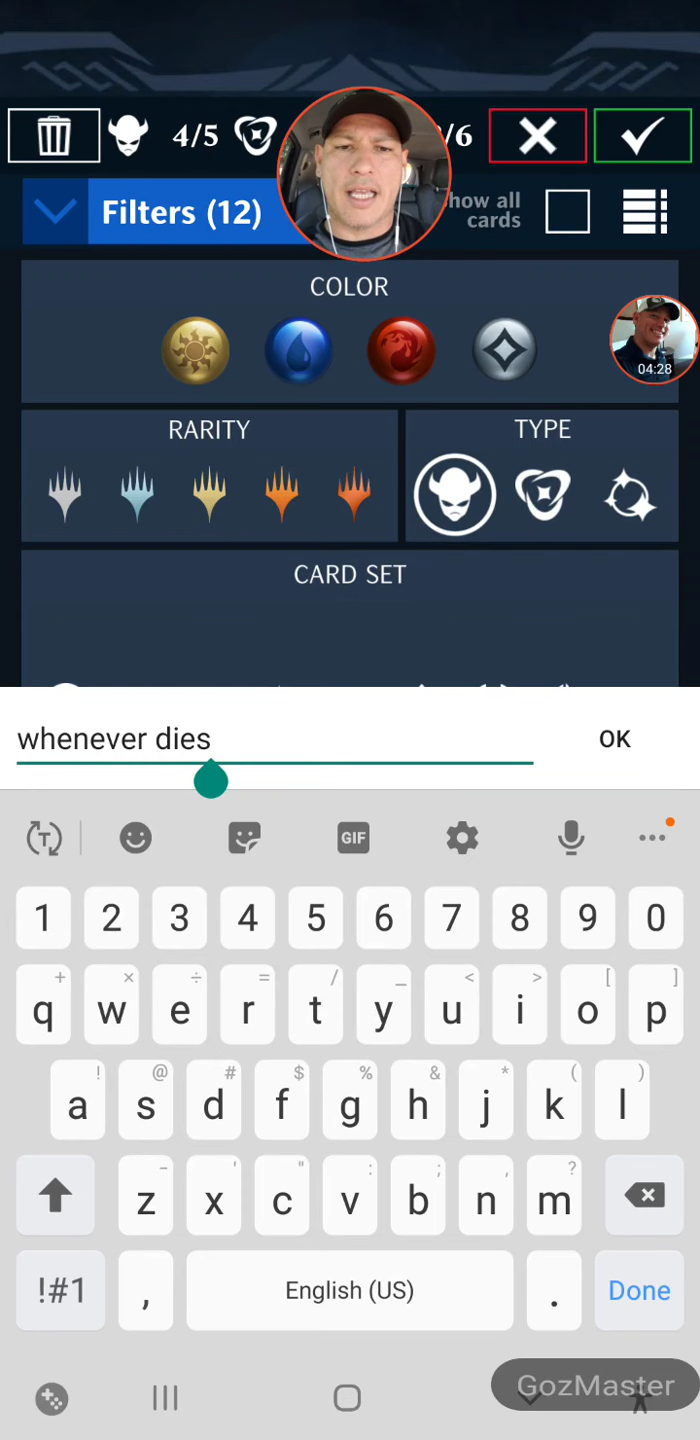 4/5
/6
Filters (12)
how all
cards
COLOR
04:28
RARITY
TYPE
CARD SET
whenever dies
OK
GIF
1 2 3 4 5 6 7 8 9 0
+ × ÷ = / _ < > [ ]
q w e r t y u i o p
! @ # $ % & * ( )
a s d f g h j k l
- ' " : ; , ?
z x c v b n m
!#1 , English (US) . Done
GozMaster